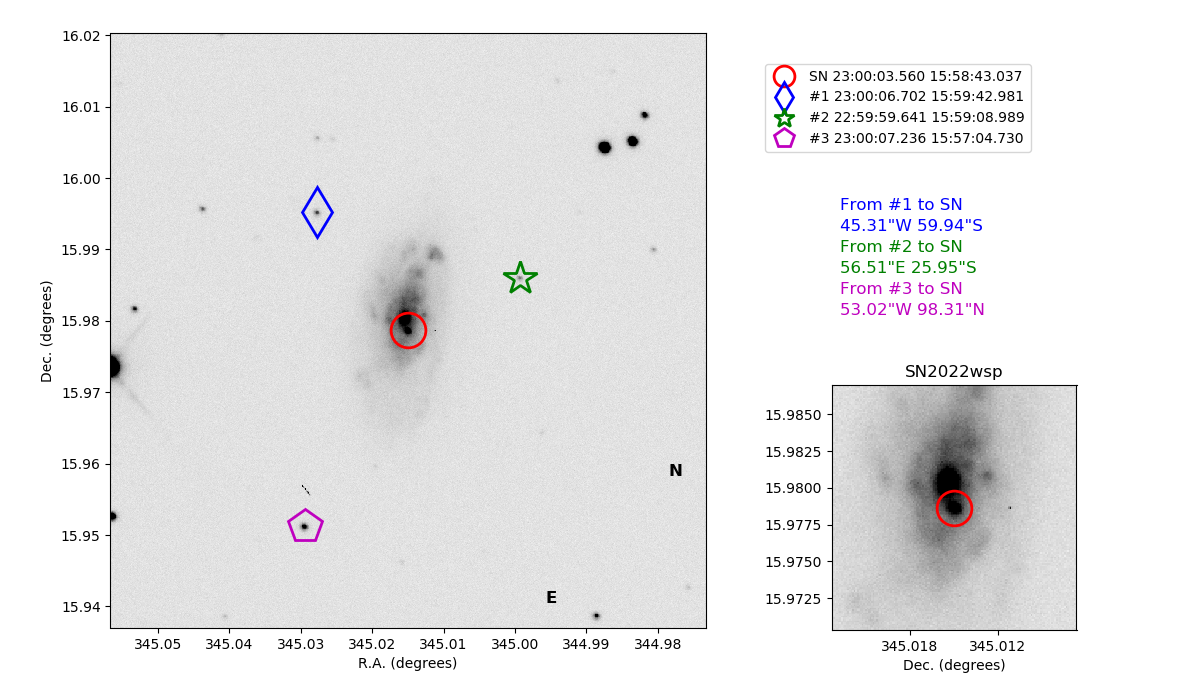 16.02
16.01
16.00
15.99
15.98
15.97
15.96
15.95
15.94
Dec. (degrees)
345.05 345.04 345.03 345.02 345.01 345.00 344.99 344.98
R.A. (degrees)
N
E
SN 23:00:03.560 15:58:43.037
#1 23:00:06.702 15:59:42.981
#2 22:59:59.641 15:59:08.989
#3 23:00:07.236 15:57:04.730
From #1 to SN
45.31"W 59.94"S
From #2 to SN
56.51"E 25.95"S
From #3 to SN
53.02"W 98.31"N
SN2022wsp
15.9850
15.9825
15.9800
15.9775
15.9750
15.9725
345.018 345.012
Dec. (degrees)